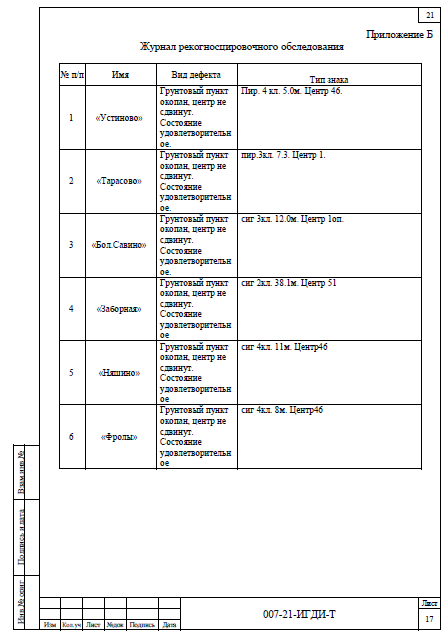 21
Приложение Б
Журнал рекогносцировочного обследования
№ п/п Имя Вид дефекта Тип знака
1 «Устиново» Грунтовый пункт Пир. 4 кл. 5.0м. Центр 46.
окопан, центр не
сдвинут.
Состояние
удовлетворительн
ое.
2 «Тарасово» Грунтовый пункт пир.3кл. 7.3. Центр 1.
окопан, центр не
сдвинут.
Состояние
удовлетворительн
ое.
3 «Бол.Савино» Грунтовый пункт сиг 3кл. 12.0м. Центр 1оп.
окопан, центр не
сдвинут.
Состояние
удовлетворительн
ое.
4 «Заборная» Грунтовый пункт сиг 2кл. 38.1м. Центр 51
окопан, центр не
сдвинут.
Состояние
удовлетворительн
ое
5 «Няшино» Грунтовый пункт сиг 4кл. 11м. Центр46
окопан, центр не
сдвинут.
Состояние
удовлетворительн
ое
6 «Фролы» Грунтовый пункт сиг 4кл. 8м. Центр46
окопан, центр не
сдвинут.
Состояние
удовлетворительн
ое
Взам инв №
Подпись и дата
Инв № ориг
Изм Кол.уч Лист №док Подпись Дата
007-21-ИГДИ-Т
Лист
17